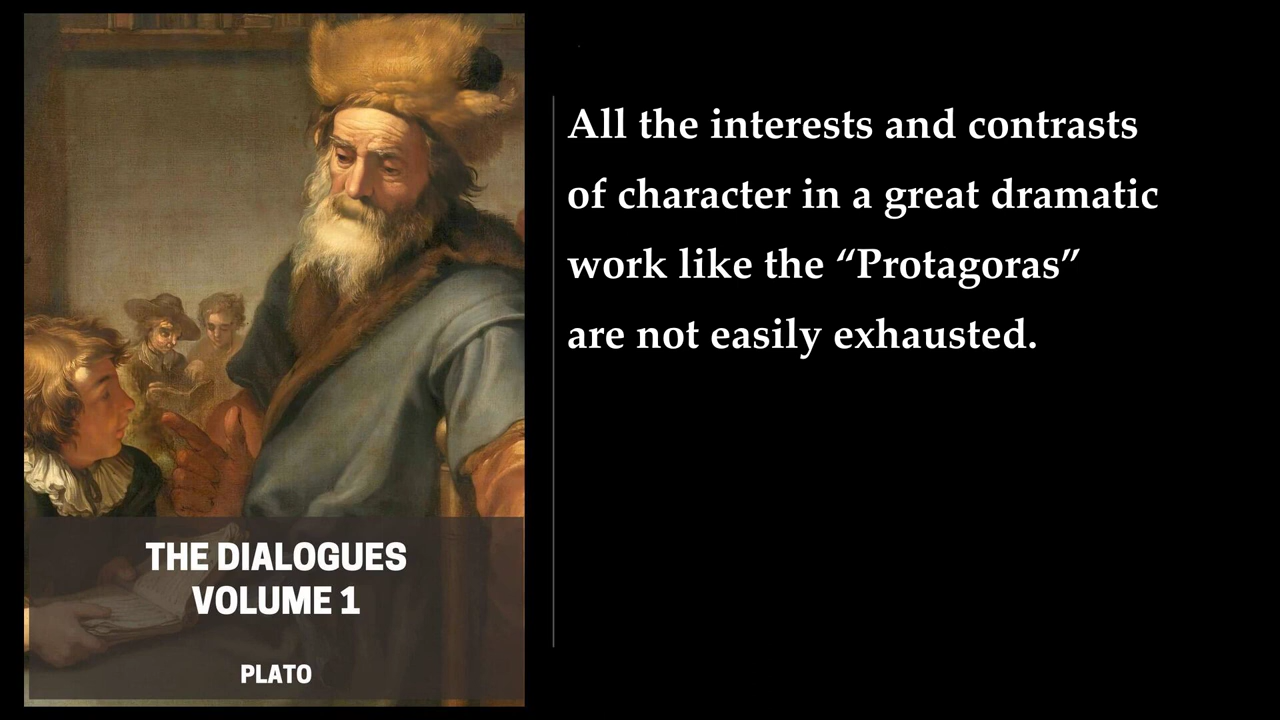 All the interests and contrasts
of character in a great dramatic
work like the “Protagoras”
are not easily exhausted.
THE DIALOGUES
VOLUME 1
PLATO